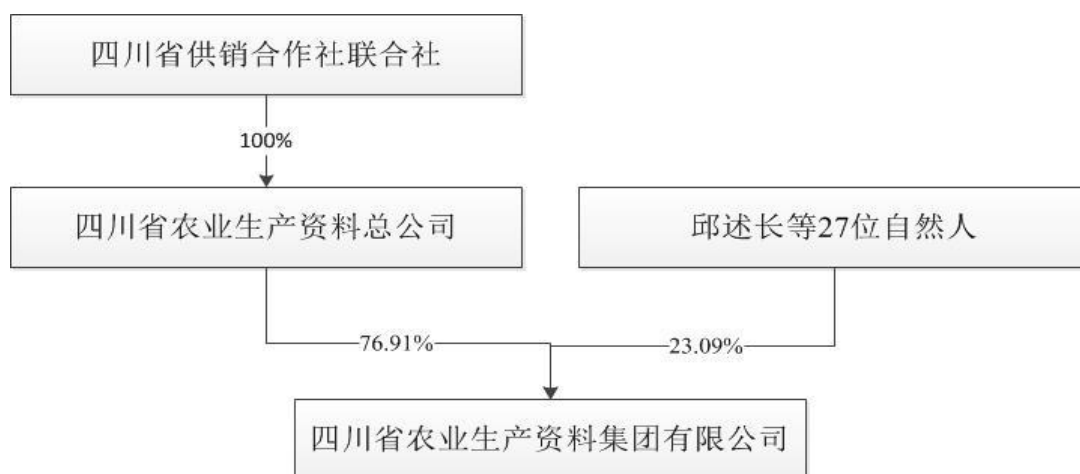 四川省供销合作社联合社
100%
四川省农业生产资料总公司
邱述长等27位自然人
76.91%
23.09%
四川省农业生产资料集团有限公司